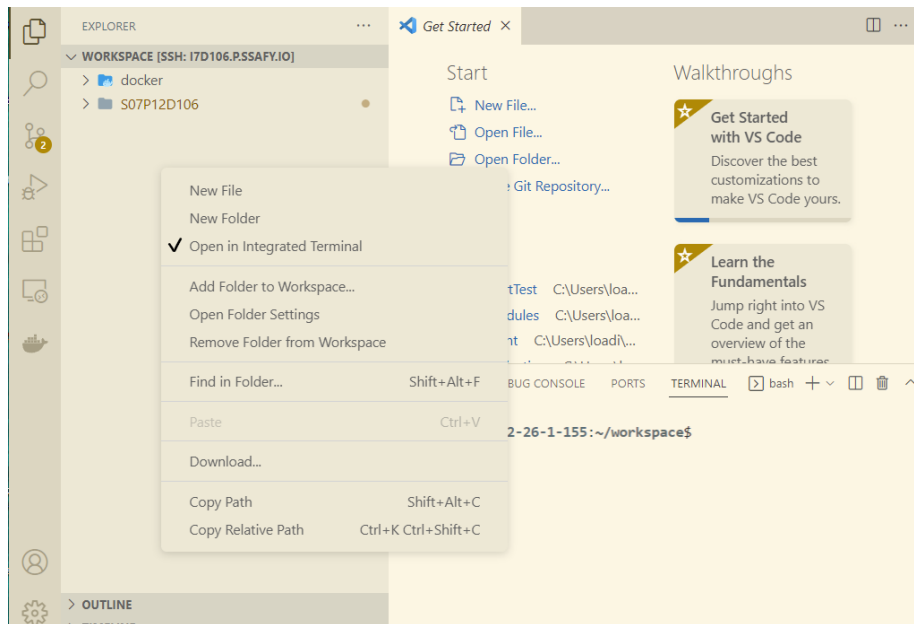 EXPLORER
WORKSPACE [SSH: I7D106.P.SSAFY.IO]
docker
S07P12D106
2
New File
New Folder
Open in Integrated Terminal
Add Folder to Workspace...
Open Folder Settings
Remove Folder from Workspace
Find in Folder... Shift+Alt+F
Paste Ctrl+V
Download...
Copy Path Shift+Alt+C
Copy Relative Path Ctrl+K Ctrl+Shift+C
OUTLINE
Get Started
Start
New File...
Open File...
Open Folder...
Git Repository...
tTest C:\Users\loa...
dules C:\Users\loa...
nt C:\Users\loadi\...
Walkthroughs
Get Started
with VS Code
Discover the best
customizations to
make VS Code yours.
Learn the
Fundamentals
Jump right into VS
Code and get an
overview of the
must-have features
BUG CONSOLE PORTS TERMINAL bash
2-26-1-155:~/workspace$